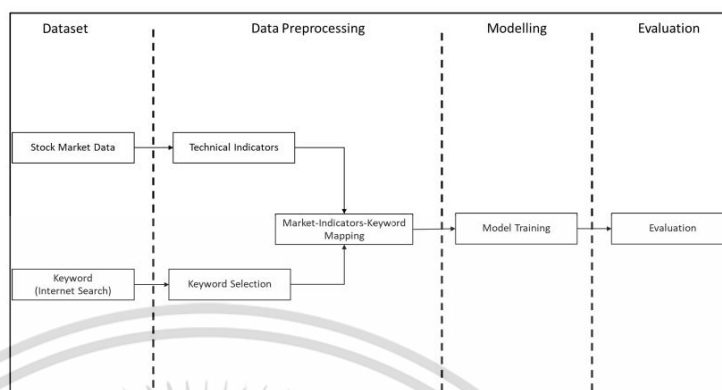 Dataset
Data Preprocessing
Modelling
Evaluation
Stock Market Data
Technical Indicators
Market-Indicators-Keyword
Mapping
Model Training
Evaluation
Keyword
(Internet Search)
Keyword Selection